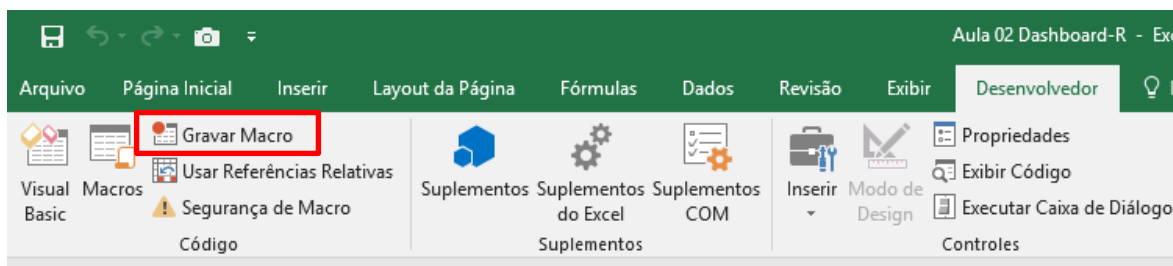 Aula 02 Dashboard-R - Ex
Arquivo Página Inicial Inserir Layout da Página Fórmulas Dados Revisão Exibir Desenvolvedor
Visual Basic
Macros
Gravar Macro
Usar Referências Relativas
Segurança de Macro
Código
Suplementos
Suplementos do Excel
Suplementos COM
Suplementos
Inserir
Modo de Design
Propriedades
Exibir Código
Executar Caixa de Diálogo
Controles